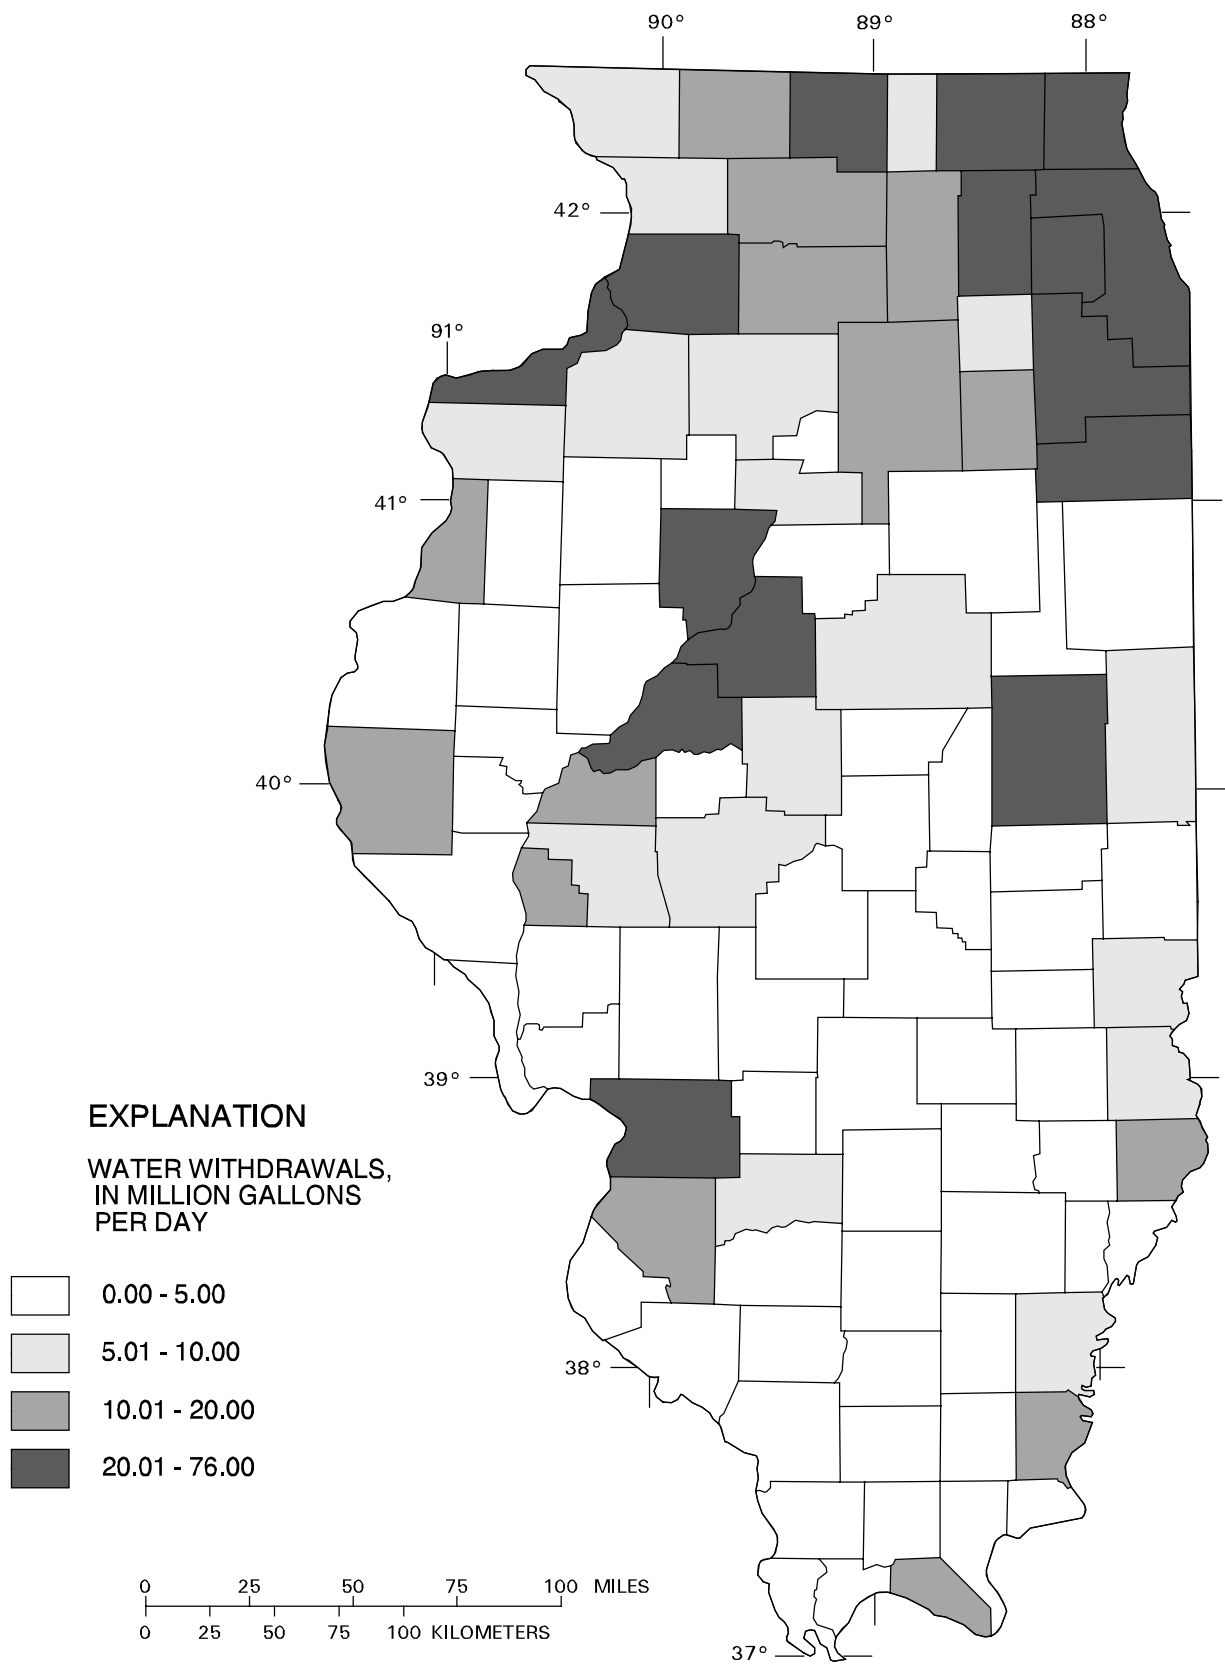 90° 89° 88°
42°
91°
41°
40°
39°
EXPLANATION
WATER WITHDRAWALS,
IN MILLION GALLONS
PER DAY
0.00 - 5.00
5.01 - 10.00
38°
10.01 - 20.00
20.01 - 76.00
0 25 50 75 100 MILES
0 25 50 75 100 KILOMETERS
37°